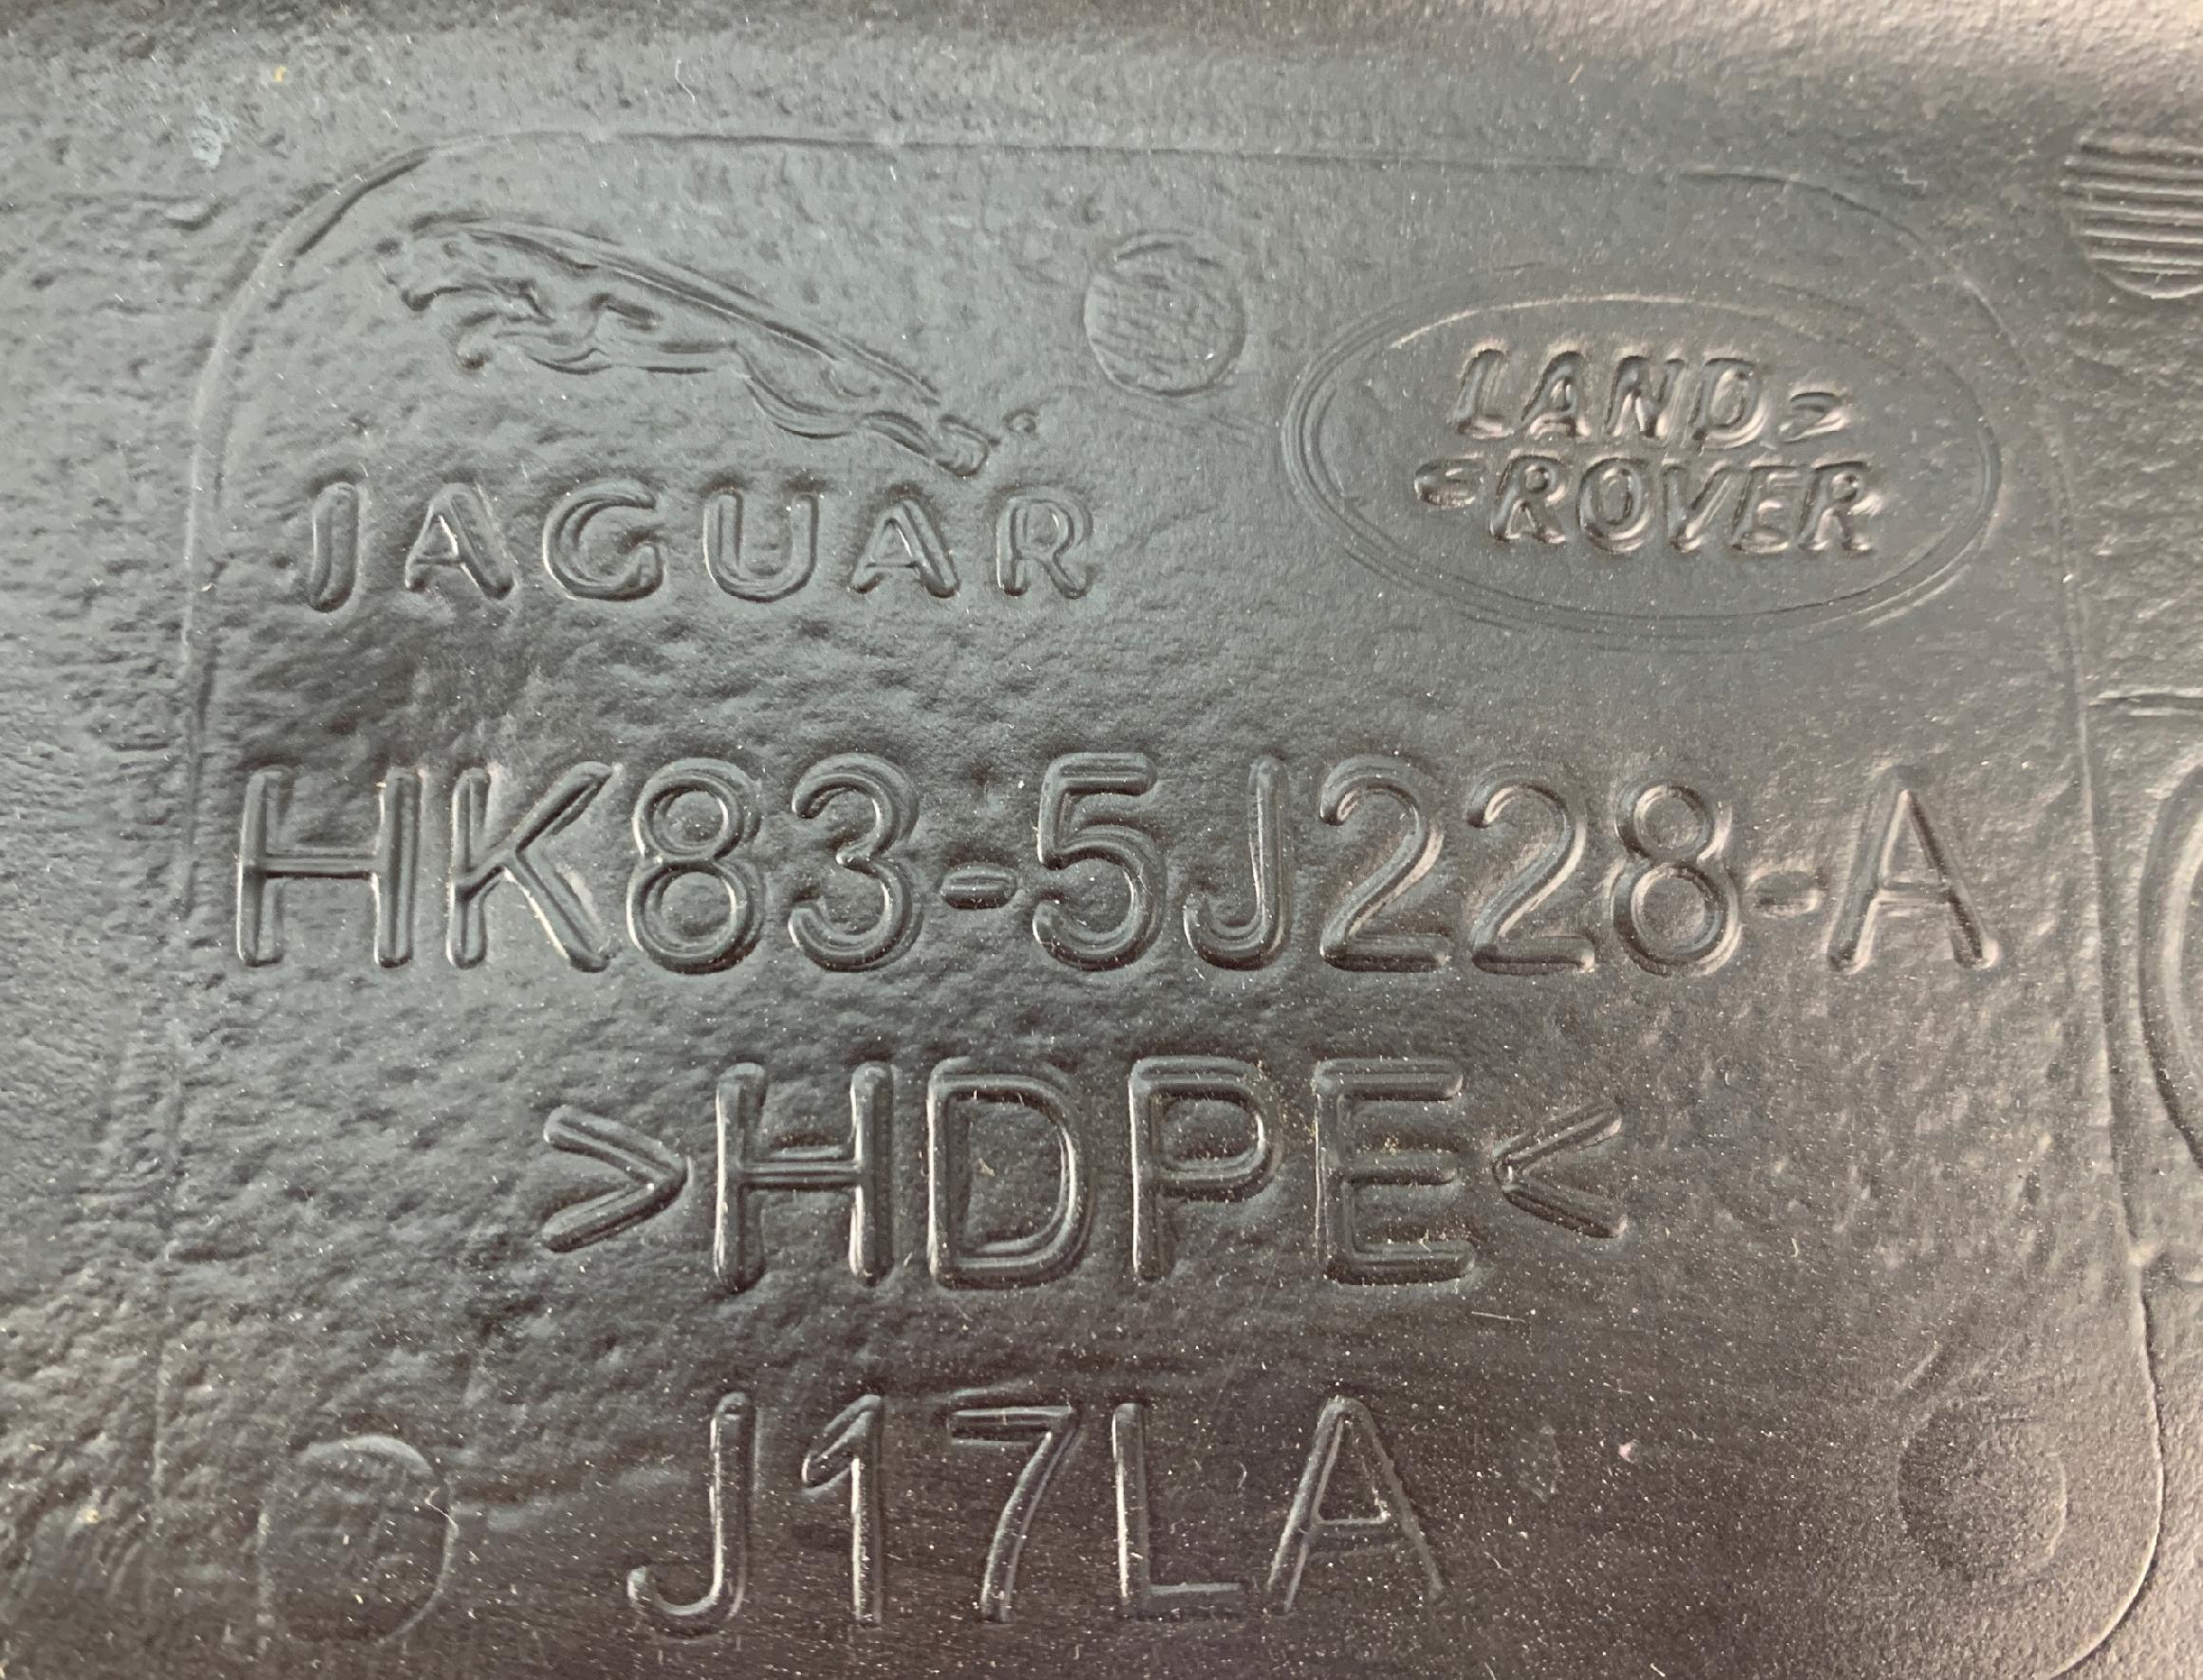 JAGUAR
LAND
ROVER
HK83-5J228-A
>HDPE<
J17LA